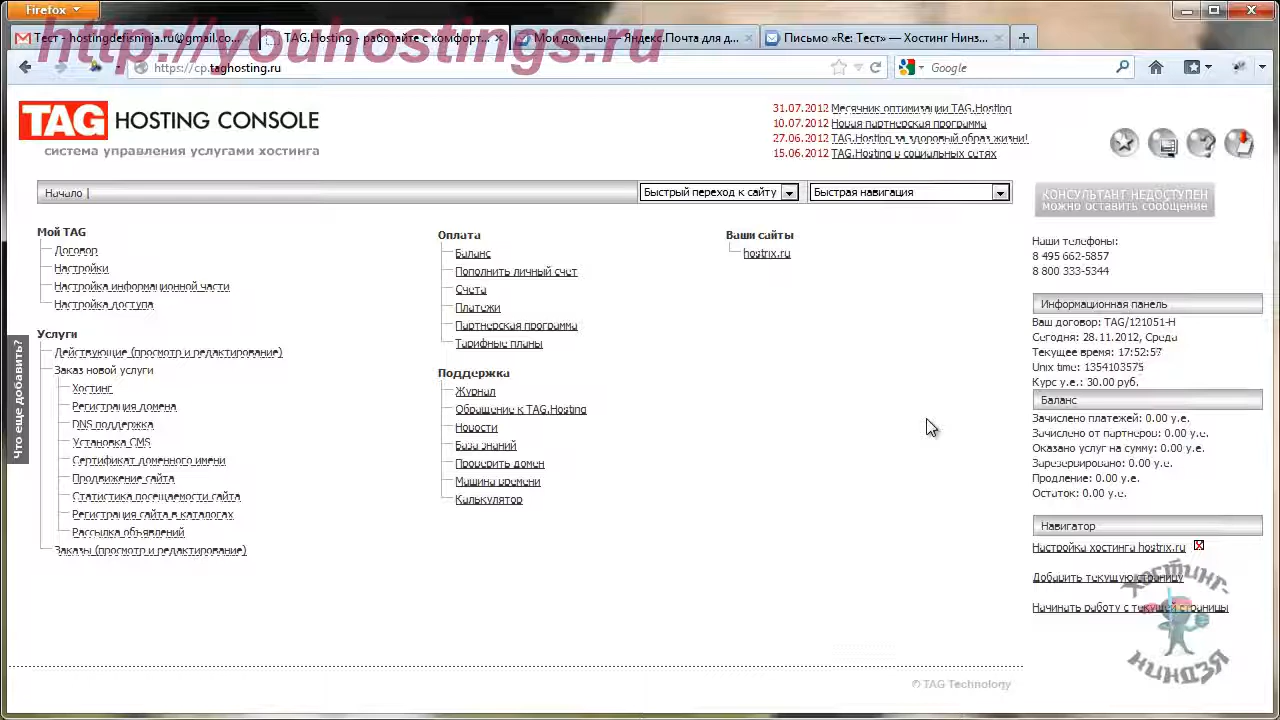 Firefox
Тест - hostingdefisninja.ru@gmail.co...
TAG.Hosting - работайте с комфорт...
Мои домены — Яндекс.Почта для д...
Письмо «Re: Тест» — Хостинг Нинз...
http://youhostings.ru
https://cp.taghosting.ru
Google
TAG HOSTING CONSOLE
система управления услугами хостинга
31.07.2012 Месячник оптимизации TAG.Hosting
10.07.2012 Новая партнерская программа
27.06.2012 TAG.Hosting за здоровый образ жизни!
15.06.2012 TAG.Hosting в социальных сетях
Начало |
Быстрый переход к сайту
Быстрая навигация
КОНСУЛЬТАНТ НЕДОСТУПЕН
можно оставить сообщение
Что еще добавить?
Мой TAG
Договор
Настройки
Настройка информационной части
Настройка доступа
Услуги
Действующие (просмотр и редактирование)
Заказ новой услуги
Хостинг
Регистрация домена
DNS поддержка
Установка CMS
Сертификат доменного имени
Продвижение сайта
Статистика посещаемости сайта
Регистрация сайта в каталогах
Рассылка объявлений
Заказы (просмотр и редактирование)
Оплата
Баланс
Пополнить личный счет
Счета
Платежи
Партнерская программа
Тарифные планы
Поддержка
Журнал
Обращение к TAG.Hosting
Новости
База знаний
Проверить домен
Машина времени
Калькулятор
Ваши сайты
hostrix.ru
Наши телефоны:
8 495 662-5857
8 800 333-5344
Информационная панель
Ваш договор: TAG/121051-H
Сегодня: 28.11.2012, Среда
Текущее время: 17:52:57
Unix time: 1354103575
Курс у.е.: 30.00 руб.
Баланс
Зачислено платежей: 0.00 у.е.
Зачислено от партнеров: 0.00 у.е.
Оказано услуг на сумму: 0.00 у.е.
Зарезервировано: 0.00 у.е.
Продление: 0.00 у.е.
Остаток: 0.00 у.е.
Навигатор
Настройка хостинга hostrix.ru
Добавить текущую страницу
Начинать работу с текущей страницы
Хостинг-
ниндзя
© TAG Technology